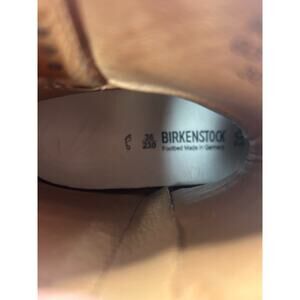 36
230
BIRKENSTOCK
Footbed Made in Germany